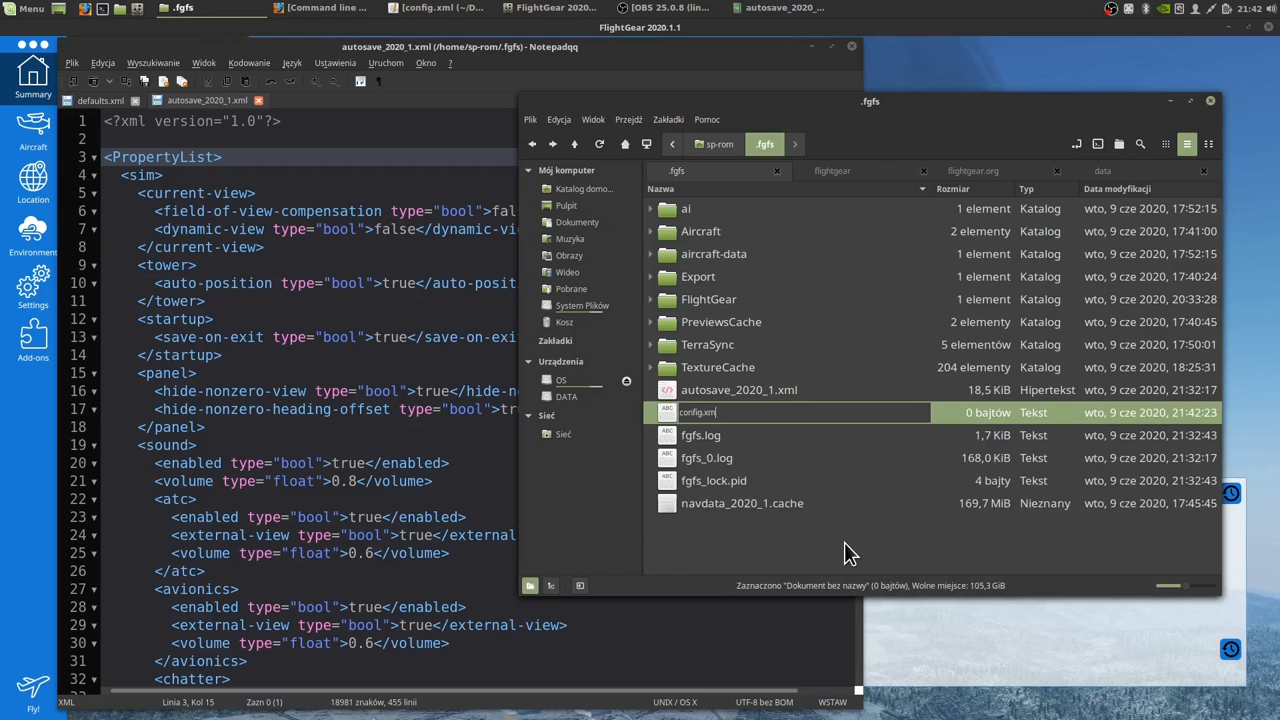 Menu
.fgfs
[Command line ...
[config.xml (~/D...
FlightGear 2020....
[OBS 25.0.8 (lin...
autosave_2020_...
21:42
FlightGear 2020.1.1
autosave_2020_1.xml (/home/sp-rom/.fgfs) - Notepadqq
Plik Edycja Wyszukiwanie Widok Kodowanie Język Ustawienia Uruchom Okno ?
defaults.xml
autosave_2020_1.xml
Summary
Aircraft
Location
Environment
Settings
Add-ons
Fly!
1 <?xml version="1.0"?>
2
3 <PropertyList>
4 <sim>
5 <current-view>
6 <field-of-view-compensation type="bool">fal
7 <dynamic-view type="bool">false</dynamic-vi
8 </current-view>
9 <tower>
10 <auto-position type="bool">true</auto-posit
11 </tower>
12 <startup>
13 <save-on-exit type="bool">true</save-on-exi
14 </startup>
15 <panel>
16 <hide-nonzero-view type="bool">true</hide-n
17 <hide-nonzero-heading-offset type="bool">tr
18 </panel>
19 <sound>
20 <enabled type="bool">true</enabled>
21 <volume type="float">0.8</volume>
22 <atc>
23 <enabled type="bool">true</enabled>
24 <external-view type="bool">true</external
25 <volume type="float">0.6</volume>
26 </atc>
27 <avionics>
28 <enabled type="bool">true</enabled>
29 <external-view type="bool">true</external-view>
30 <volume type="float">0.6</volume>
31 </avionics>
32 <chatter>
XML
Linia 3, Kol 15
Zazn 0 (1)
18981 znaków, 455 linii
UNIX / OS X
UTF-8 bez BOM
WSTAW
.fgfs
Plik Edycja Widok Przejdź Zakładki Pomoc
sp-rom
.fgfs
Mój komputer
Katalog domo...
Pulpit
Dokumenty
Muzyka
Obrazy
Wideo
Pobrane
System Plików
Kosz
Zakładki
Urządzenia
OS
DATA
Sieć
Sieć
.fgfs
flightgear
flightgear.org
data
Nazwa Rozmiar Typ Data modyfikacji
ai 1 element Katalog wto, 9 cze 2020, 17:52:15
Aircraft 2 elementy Katalog wto, 9 cze 2020, 17:41:00
aircraft-data 1 element Katalog wto, 9 cze 2020, 17:52:15
Export 1 element Katalog wto, 9 cze 2020, 17:40:24
FlightGear 1 element Katalog wto, 9 cze 2020, 20:33:28
PreviewsCache 2 elementy Katalog wto, 9 cze 2020, 17:40:45
TerraSync 5 elementów Katalog wto, 9 cze 2020, 17:50:01
TextureCache 204 elementy Katalog wto, 9 cze 2020, 18:25:31
autosave_2020_1.xml 18,5 KiB Hipertekst wto, 9 cze 2020, 21:32:17
config.xm 0 bajtów Tekst wto, 9 cze 2020, 21:42:23
fgfs.log 1,7 KiB Tekst wto, 9 cze 2020, 21:32:43
fgfs_0.log 168,0 KiB Tekst wto, 9 cze 2020, 21:32:17
fgfs_lock.pid 4 bajty Tekst wto, 9 cze 2020, 21:32:43
navdata_2020_1.cache 169,7 MiB Nieznany wto, 9 cze 2020, 17:45:45
Zaznaczono "Dokument bez nazwy" (0 bajtów), Wolne miejsce: 105,3 GiB